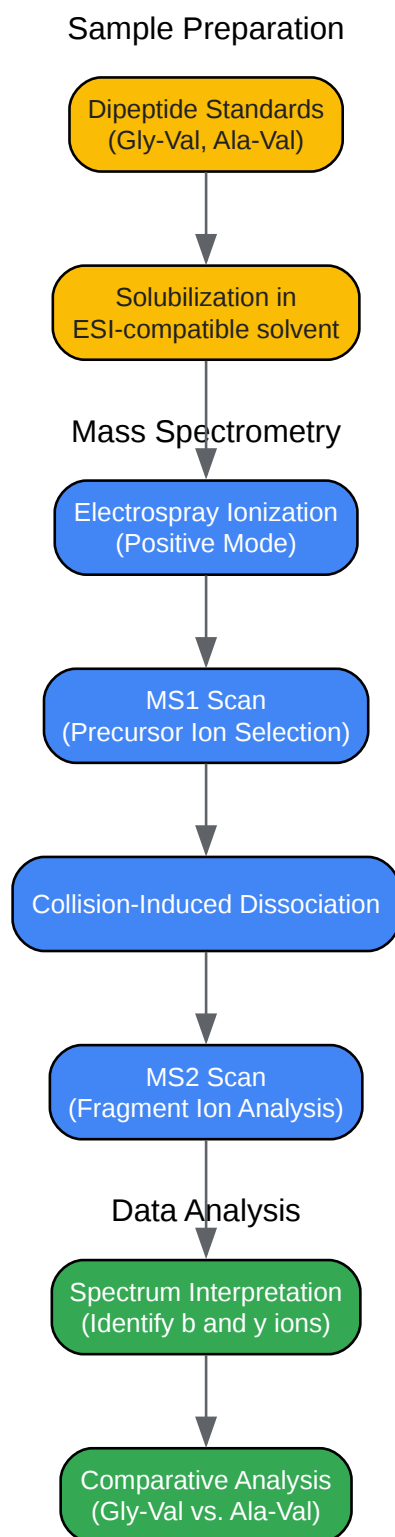 Sample Preparation
Dipeptide Standards
(Gly-Val, Ala-Val)
Solubilization in
ESI-compatible solvent
Mass Spectrometry
Electrospray Ionization
(Positive Mode)
MS1 Scan
(Precursor Ion Selection)
Collision-Induced Dissociation
MS2 Scan
(Fragment Ion Analysis)
Data Analysis
Spectrum Interpretation
(Identify b and y ions)
Comparative Analysis
(Gly-Val vs. Ala-Val)